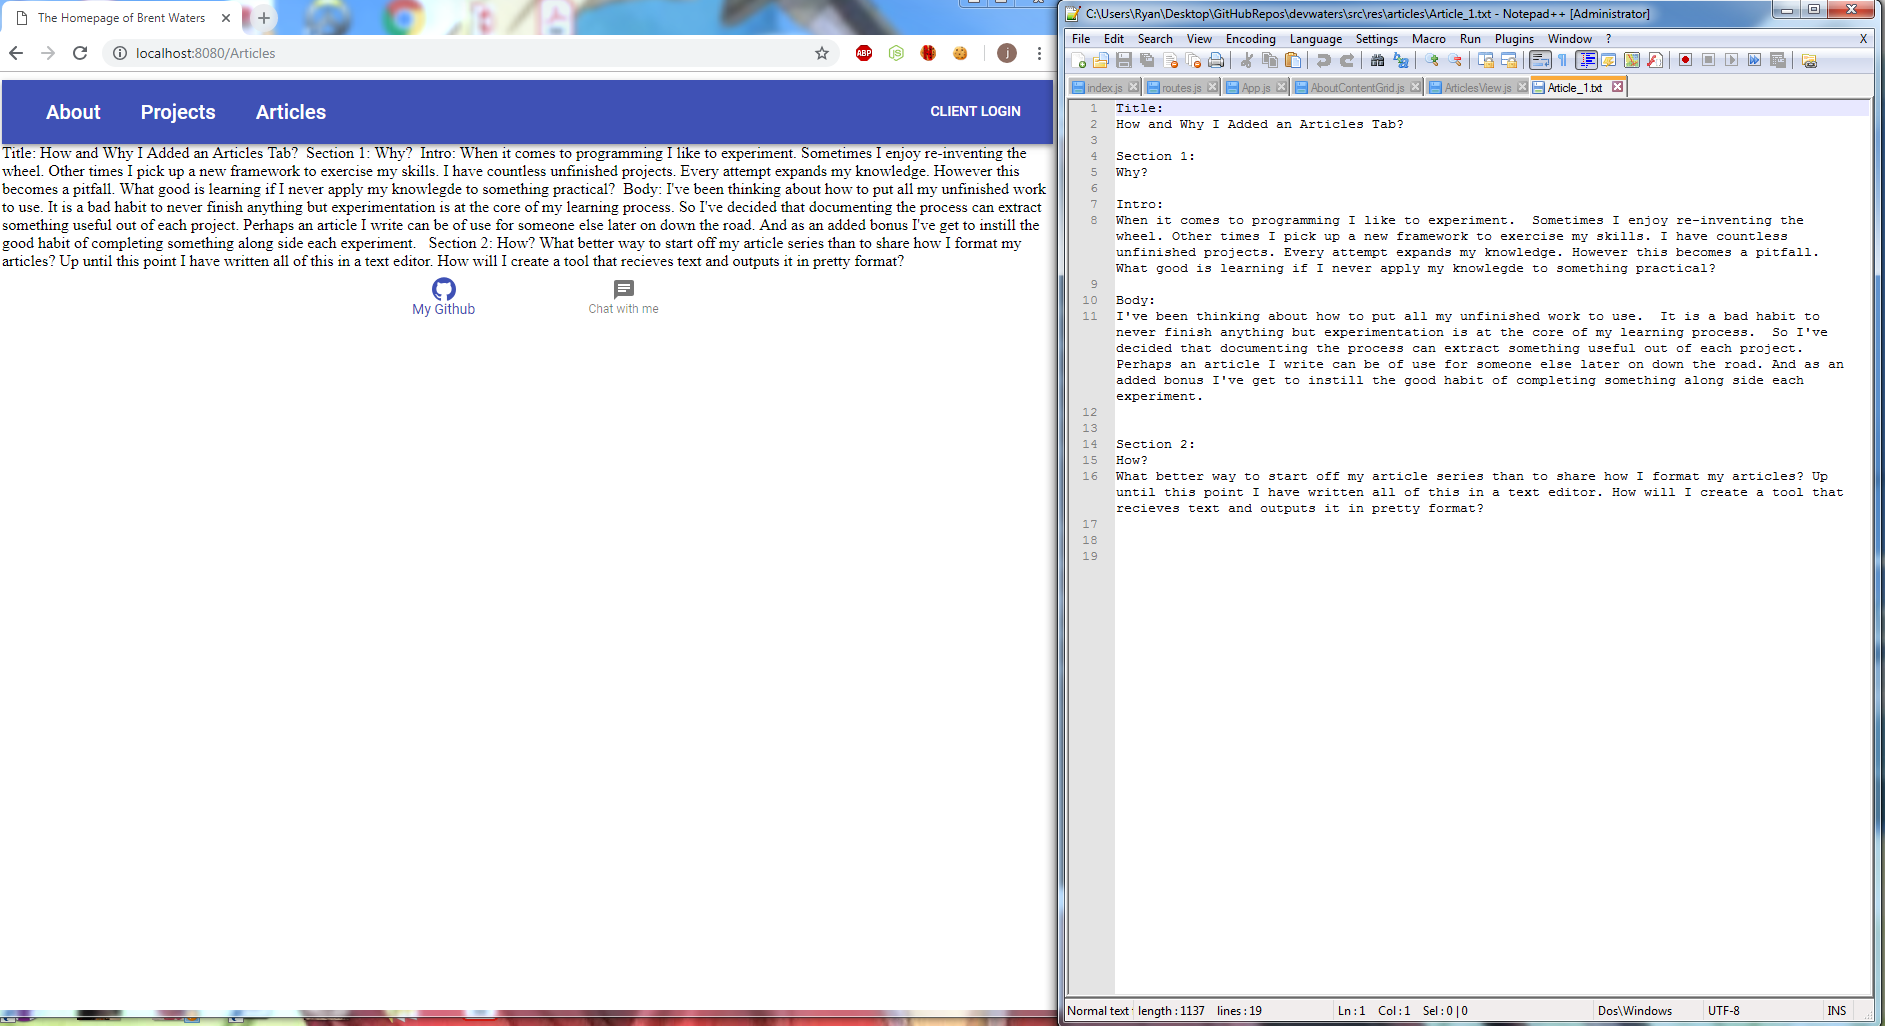 The Homepage of Brent Waters
localhost:8080/Articles
ABP
j
About Projects Articles CLIENT LOGIN
Title: How and Why I Added an Articles Tab?  Section 1: Why?  Intro: When it comes to programming I like to experiment. Sometimes I enjoy re-inventing the
wheel. Other times I pick up a new framework to exercise my skills. I have countless unfinished projects. Every attempt expands my knowledge. However this
becomes a pitfall. What good is learning if I never apply my knowlegde to something practical?  Body: I've been thinking about how to put all my unfinished work
to use. It is a bad habit to never finish anything but experimentation is at the core of my learning process. So I've decided that documenting the process can extract
something useful out of each project. Perhaps an article I write can be of use for someone else later on down the road. And as an added bonus I've get to instill the
good habit of completing something along side each experiment.   Section 2: How? What better way to start off my article series than to share how I format my
articles? Up until this point I have written all of this in a text editor. How will I create a tool that recieves text and outputs it in pretty format?
My Github
Chat with me
C:\Users\Ryan\Desktop\GitHubRepos\devwaters\src\res\articles\Article_1.txt - Notepad++ [Administrator]
File Edit Search View Encoding Language Settings Macro Run Plugins Window ? X
index.js routes.js App.js AboutContentGrid.js ArticlesView.js Article_1.txt
1 Title:
2 How and Why I Added an Articles Tab?
3
4 Section 1:
5 Why?
6
7 Intro:
8 When it comes to programming I like to experiment.  Sometimes I enjoy re-inventing the
wheel. Other times I pick up a new framework to exercise my skills. I have countless
unfinished projects. Every attempt expands my knowledge. However this becomes a pitfall.
What good is learning if I never apply my knowlegde to something practical?
9
10 Body:
11 I've been thinking about how to put all my unfinished work to use.  It is a bad habit to
never finish anything but experimentation is at the core of my learning process.  So I've
decided that documenting the process can extract something useful out of each project.
Perhaps an article I write can be of use for someone else later on down the road. And as an
added bonus I've get to instill the good habit of completing something along side each
experiment.
12
13
14 Section 2:
15 How?
16 What better way to start off my article series than to share how I format my articles? Up
until this point I have written all of this in a text editor. How will I create a tool that
recieves text and outputs it in pretty format?
17
18
19
Normal text length : 1137 lines : 19 Ln : 1 Col : 1 Sel : 0 | 0 Dos\Windows UTF-8 INS